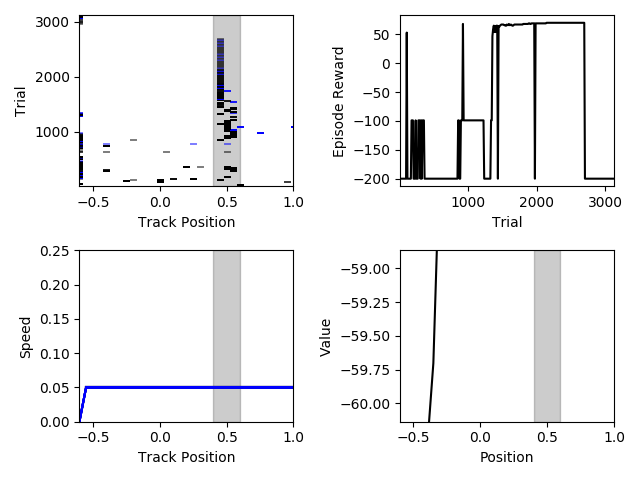 3000
2000
1000
Trial
−0.5 0.0 0.5 1.0
Track Position
50
0
−50
−100
−150
−200
Episode Reward
1000 2000 3000
Trial
0.25
0.20
0.15
0.10
0.05
0.00
Speed
−0.5 0.0 0.5 1.0
Track Position
−59.00
−59.25
−59.50
−59.75
−60.00
Value
−0.5 0.0 0.5 1.0
Position